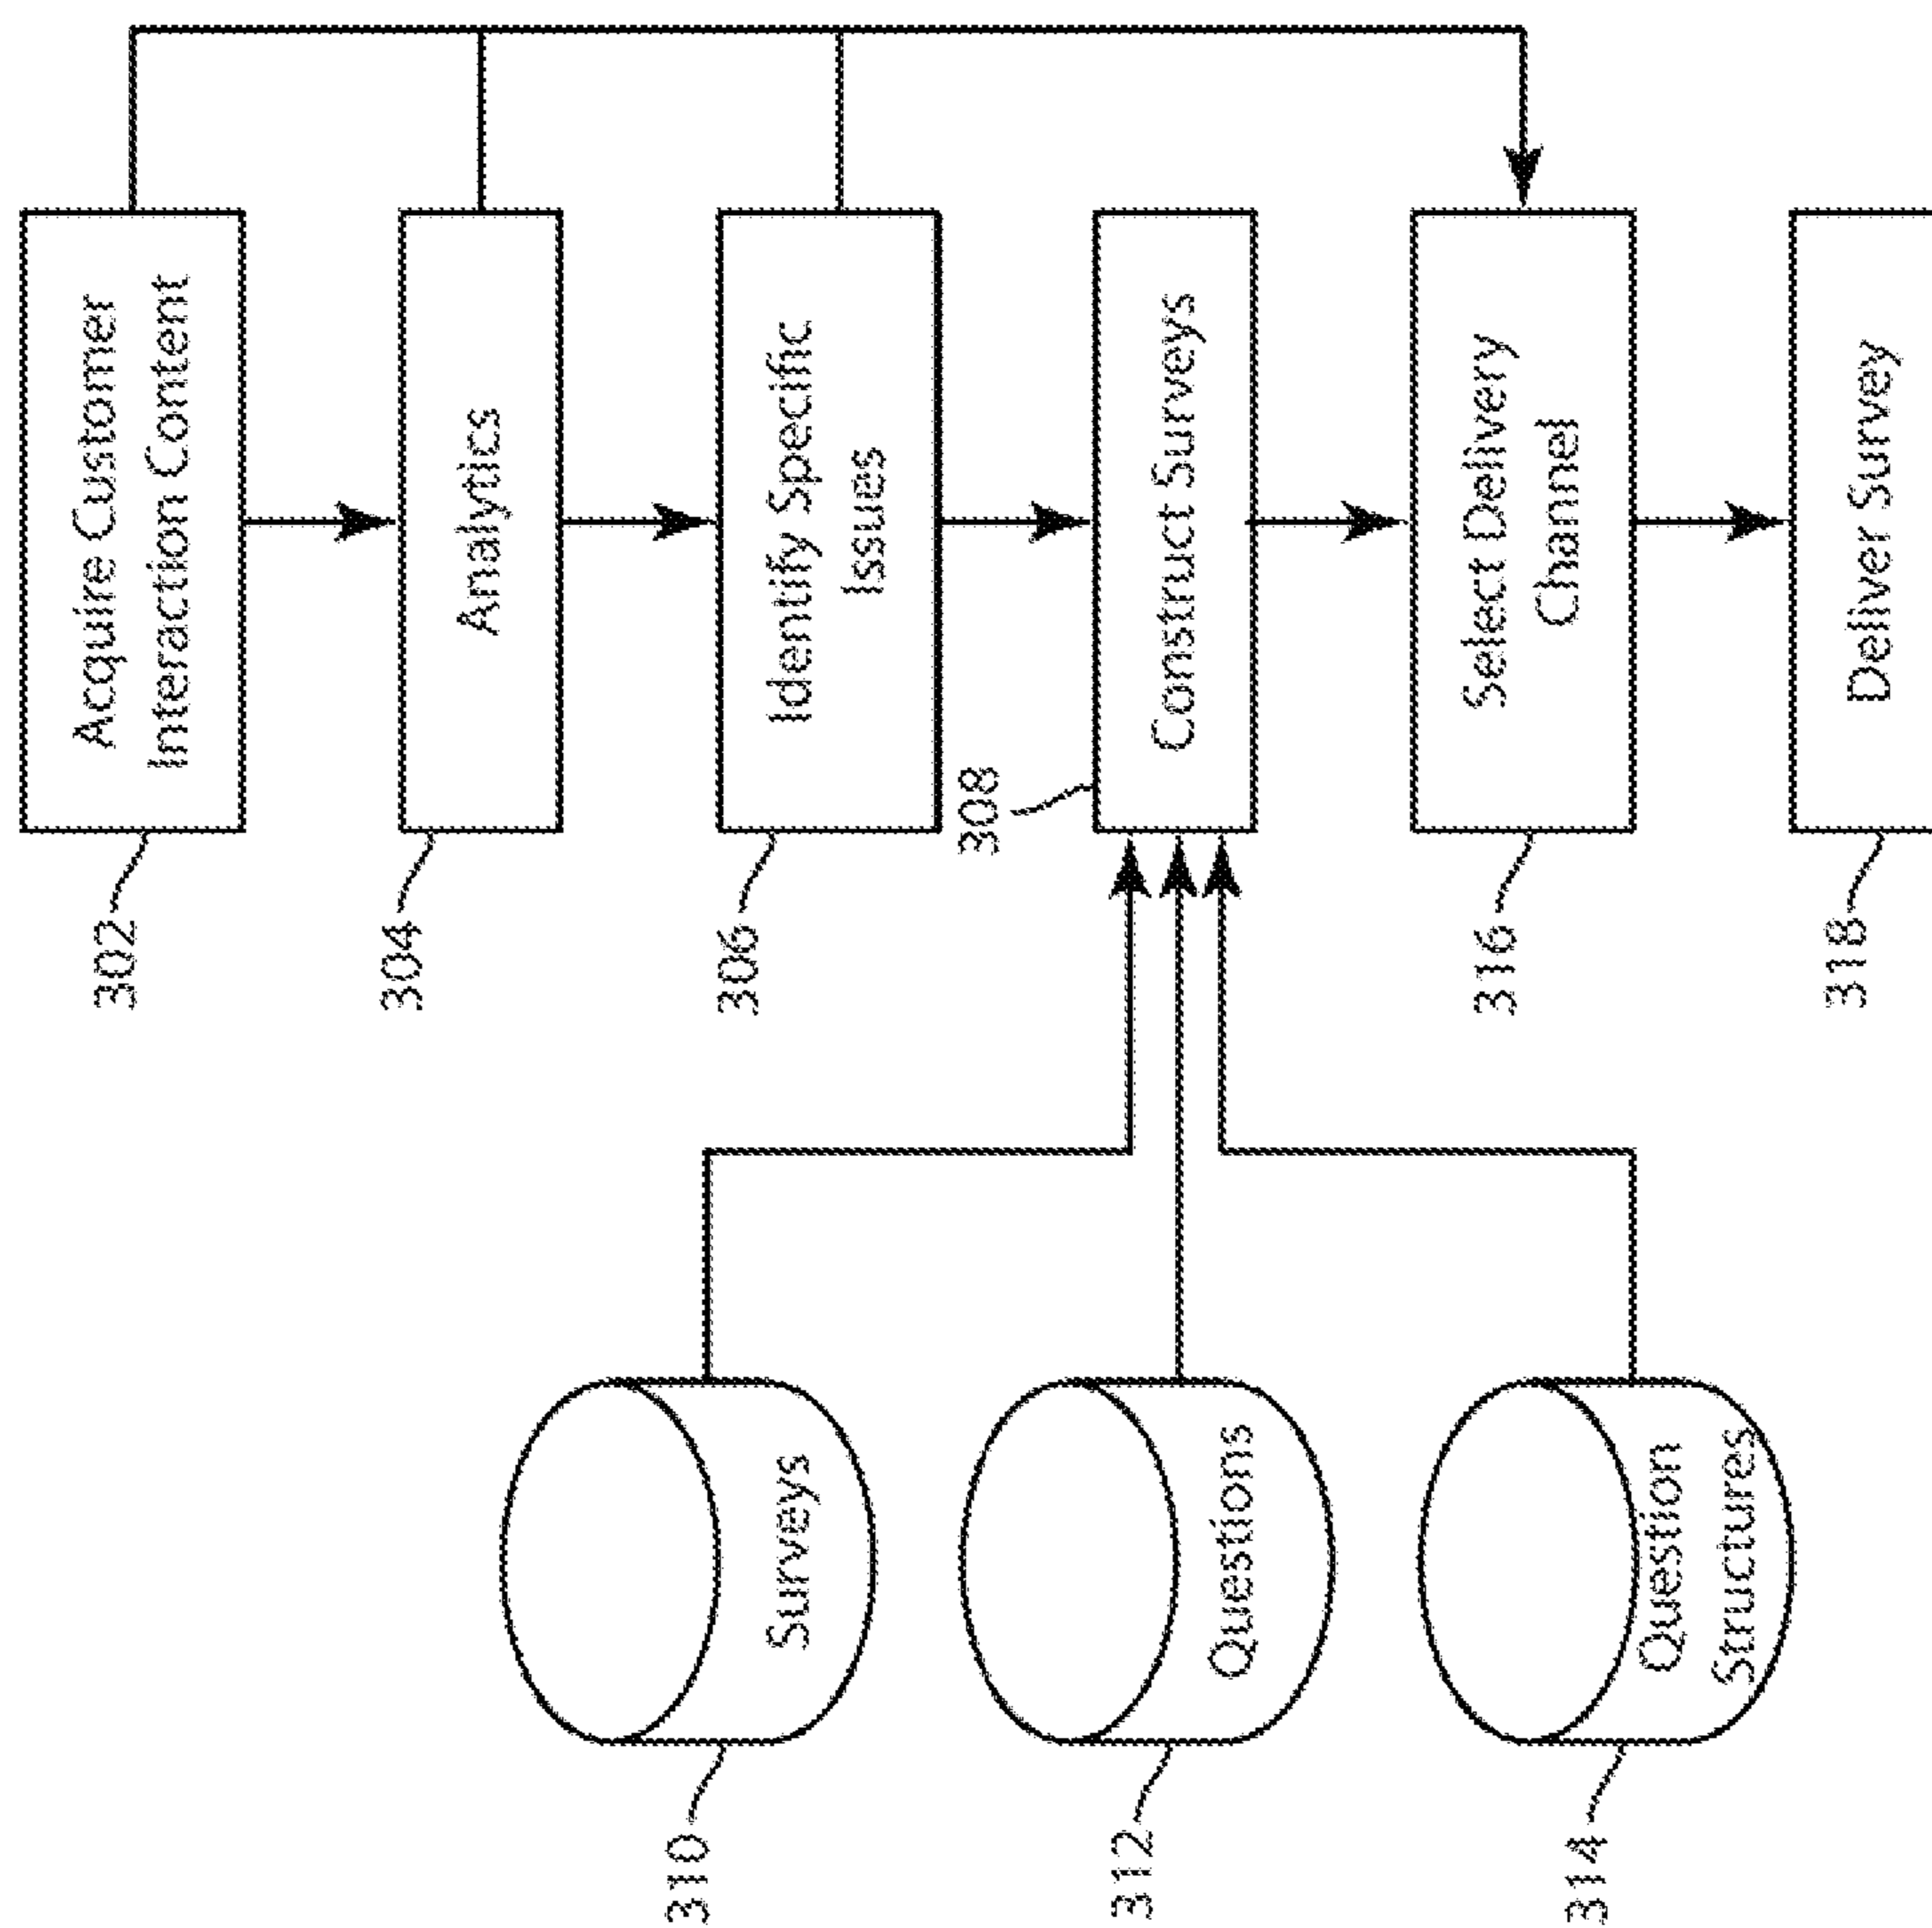 302
Acquire Customer
Interaction Content
304
Analytics
306
Identify Specific
Issues
308
Construct Surveys
316
Select Delivery
Channel
318
Deliver Survey
310
Surveys
312
Questions
314
Question
Structures